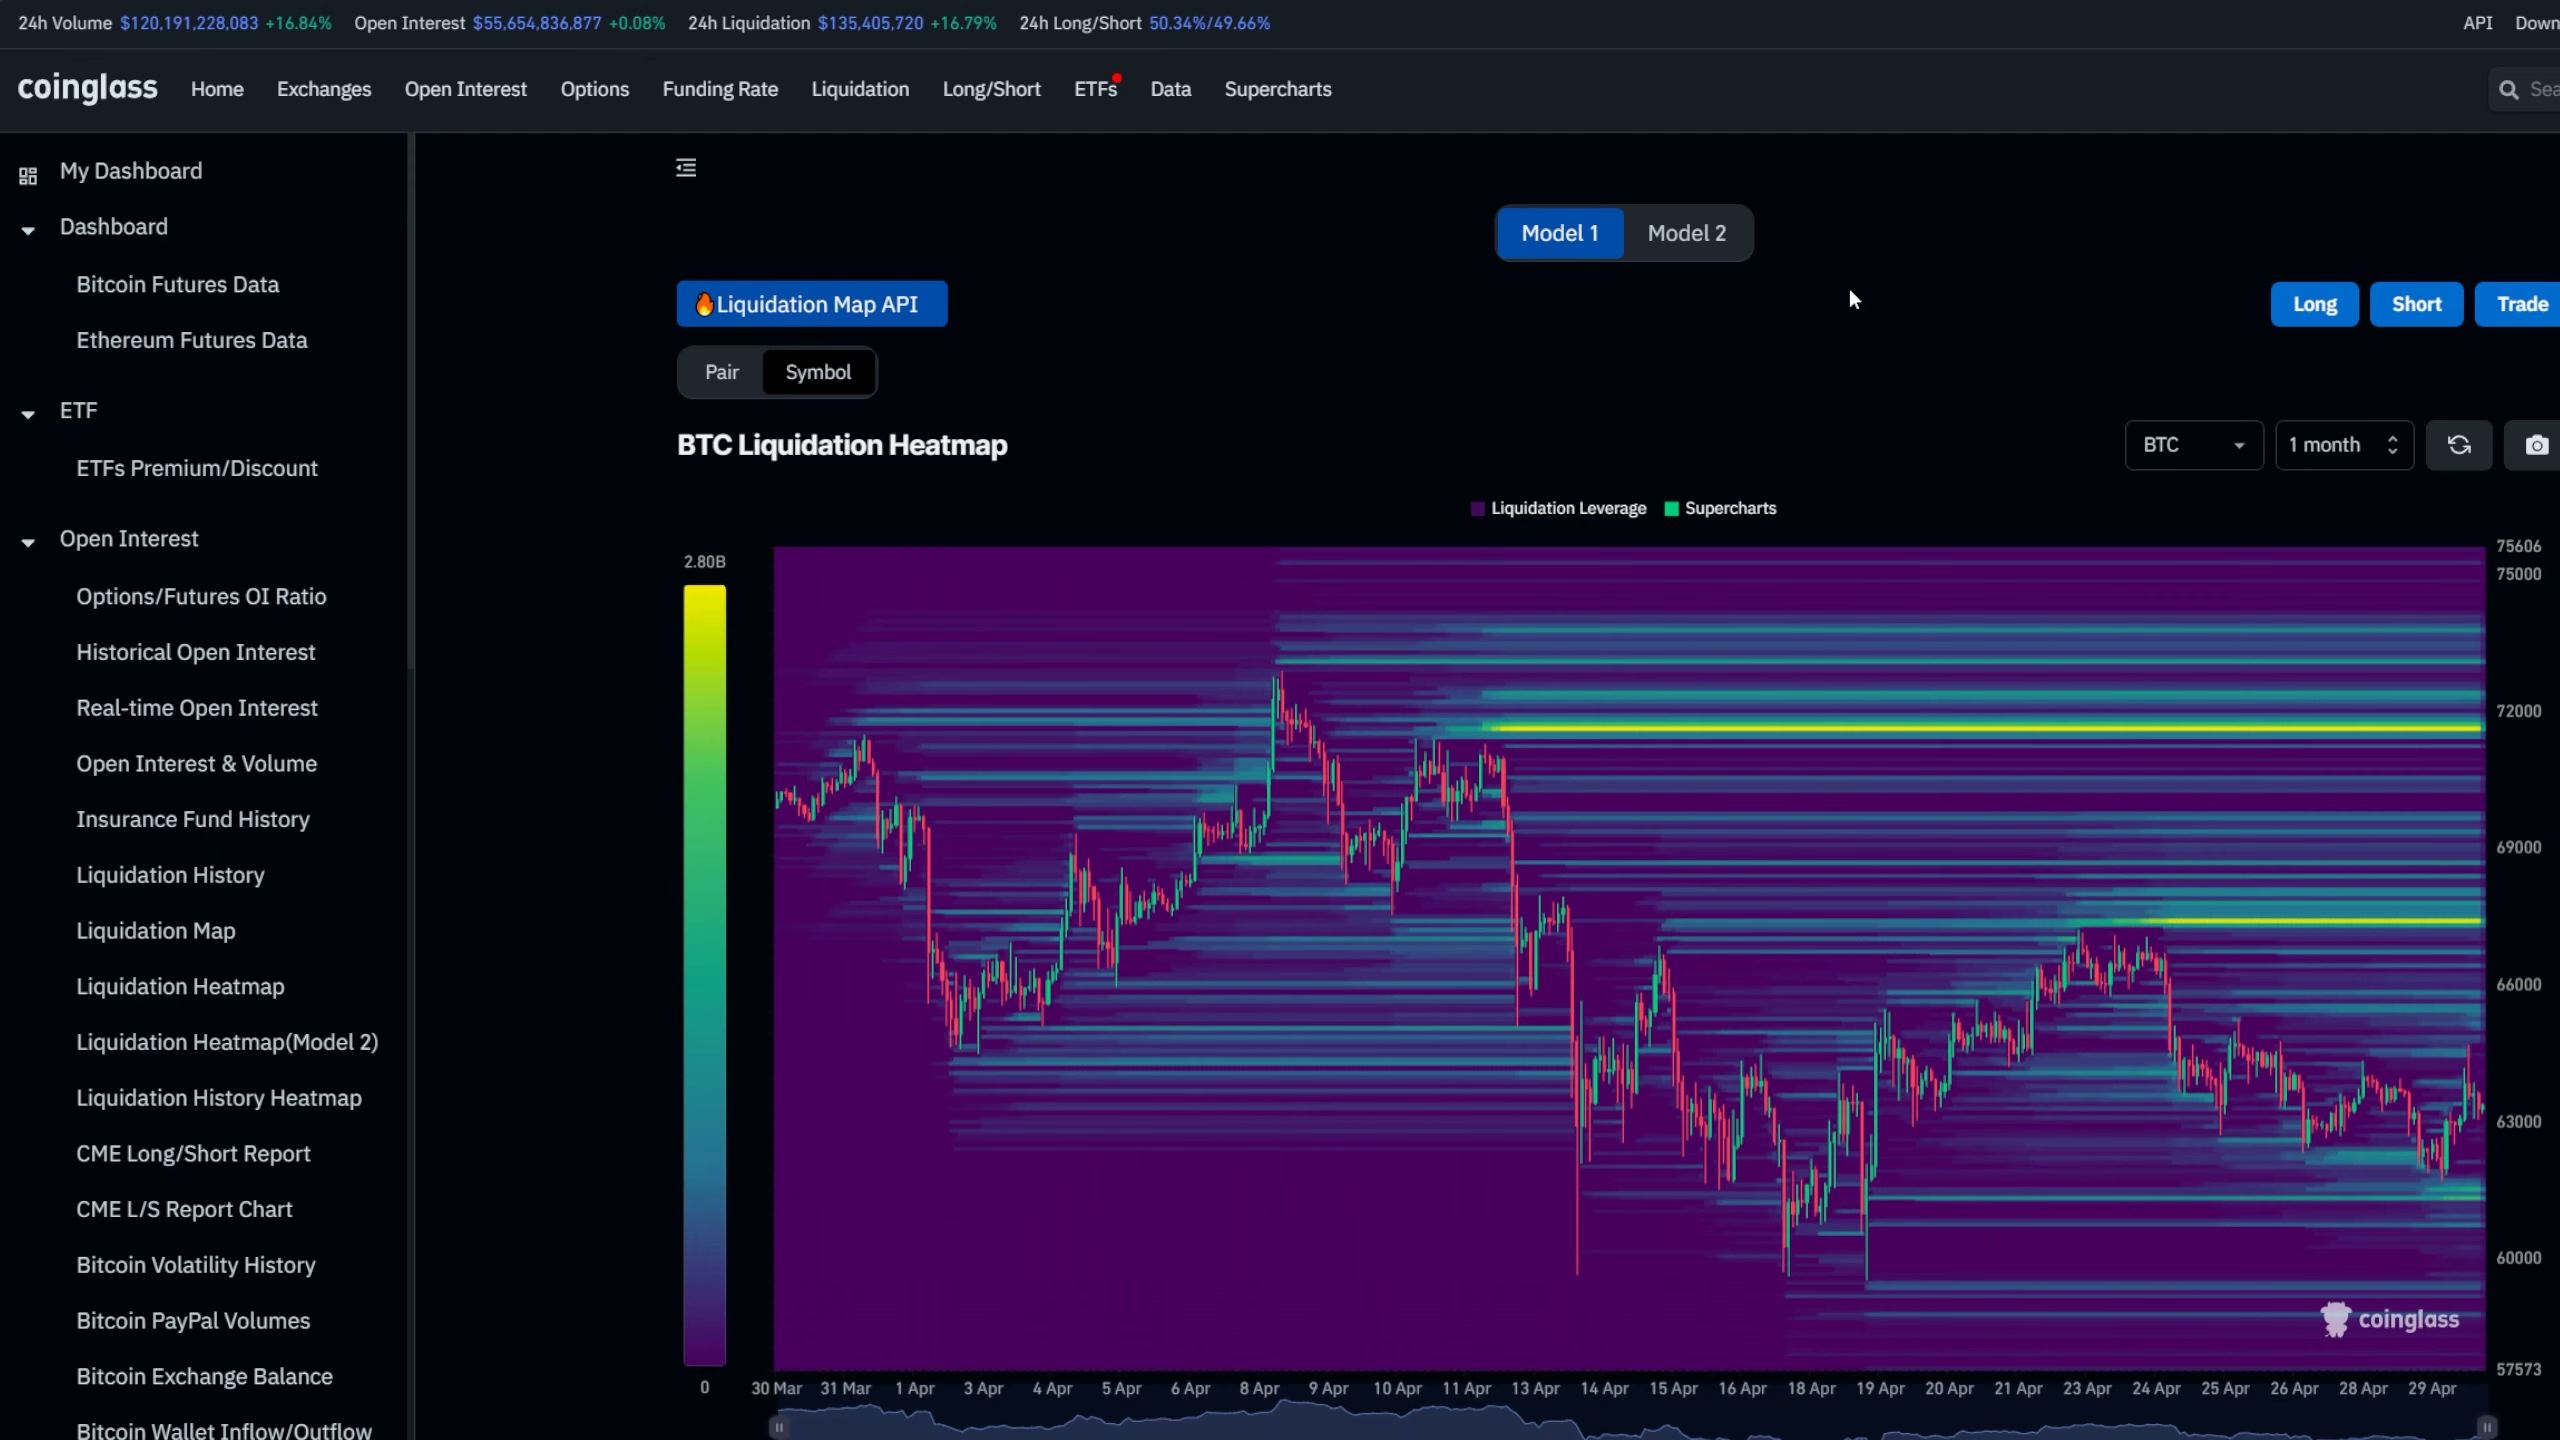 24h Volume $120,191,228,083 +16.84% Open Interest $55,654,836,877 +0.08% 24h Liquidation $135,405,720 +16.79% 24h Long/Short 50.34%/49.66% API Down
coinglass Home Exchanges Open Interest Options Funding Rate Liquidation Long/Short ETFs Data Supercharts Sea
My Dashboard
Dashboard
Bitcoin Futures Data
Ethereum Futures Data
ETF
ETFs Premium/Discount
Open Interest
Options/Futures OI Ratio
Historical Open Interest
Real-time Open Interest
Open Interest & Volume
Insurance Fund History
Liquidation History
Liquidation Map
Liquidation Heatmap
Liquidation Heatmap(Model 2)
Liquidation History Heatmap
CME Long/Short Report
CME L/S Report Chart
Bitcoin Volatility History
Bitcoin PayPal Volumes
Bitcoin Exchange Balance
Bitcoin Wallet Inflow/Outflow
Model 1 Model 2
🔥Liquidation Map API
Long Short Trade
Pair Symbol
BTC Liquidation Heatmap
BTC 1 month
Liquidation Leverage Supercharts
2.80B
0
75606
75000
72000
69000
66000
63000
60000
57573
coinglass
30 Mar 31 Mar 1 Apr 3 Apr 4 Apr 5 Apr 6 Apr 8 Apr 9 Apr 10 Apr 11 Apr 13 Apr 14 Apr 15 Apr 16 Apr 18 Apr 19 Apr 20 Apr 21 Apr 23 Apr 24 Apr 25 Apr 26 Apr 28 Apr 29 Apr